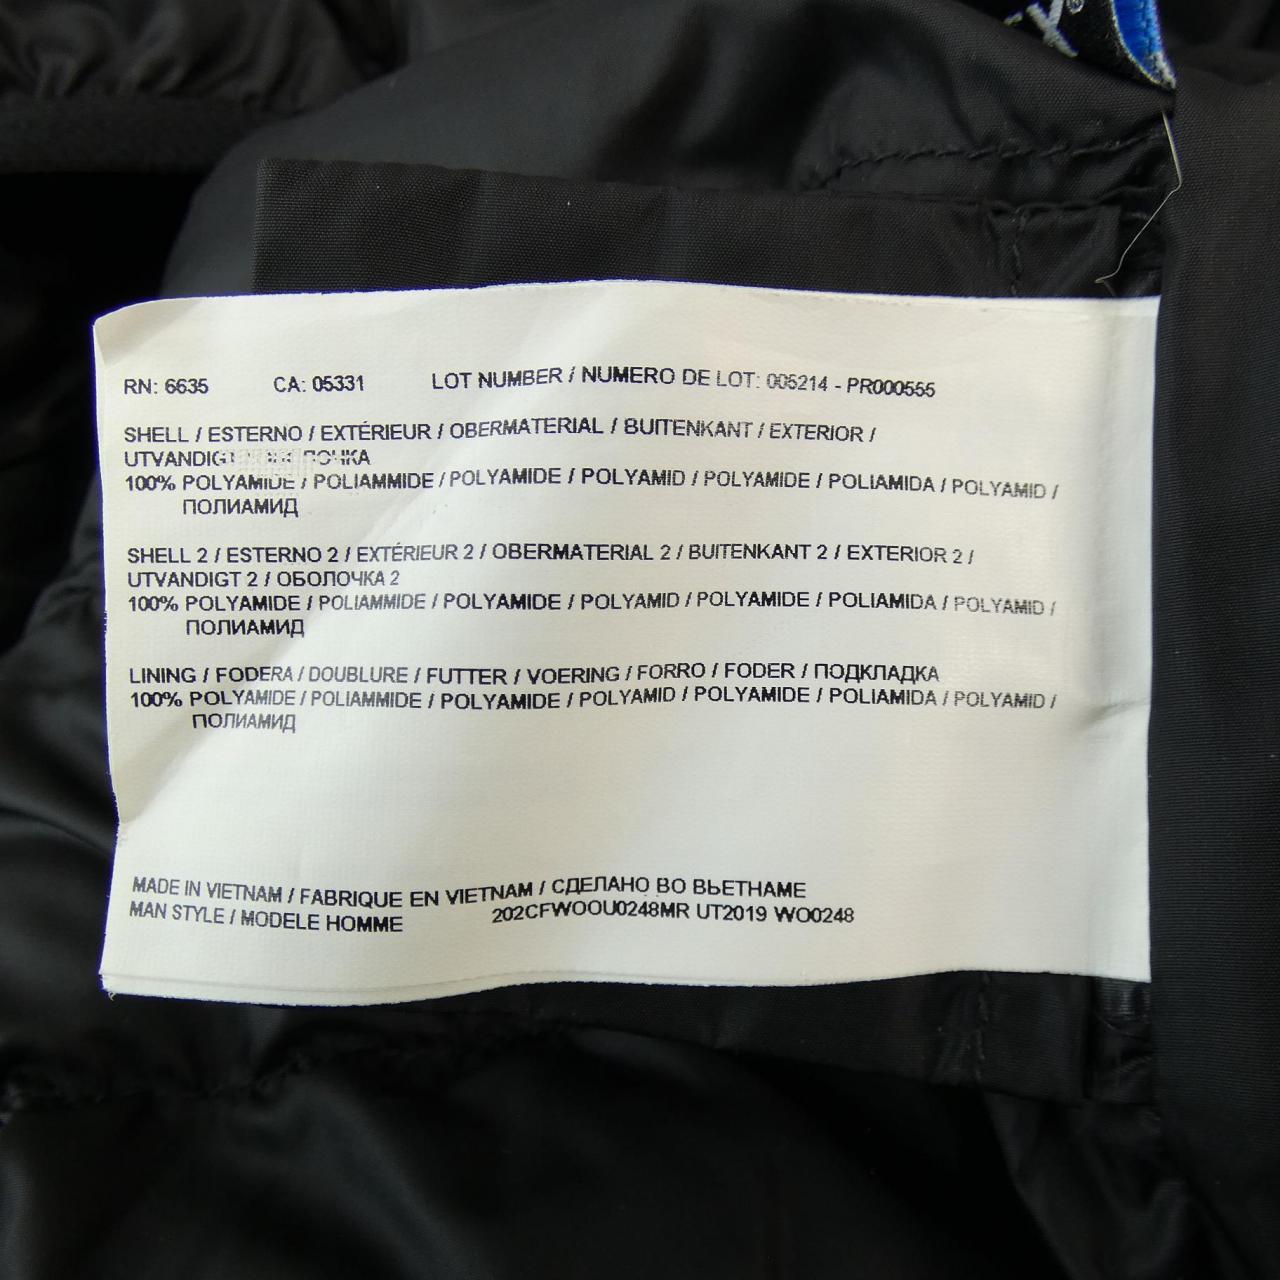 RN: 6635 CA: 05331 LOT NUMBER / NUMERO DE LOT: 005214 - PR000555
SHELL / ESTERNO / EXTÉRIEUR / OBERMATERIAL / BUITENKANT / EXTERIOR /
UTVANDIGT
100% POLYAMIDE / POLIAMMIDE / POLYAMIDE / POLYAMID / POLYAMIDE / POLIAMIDA / POLYAMID /
ПОЛИАМИД
SHELL 2 / ESTERNO 2 / EXTÉRIEUR 2 / OBERMATERIAL 2 / BUITENKANT 2 / EXTERIOR 2 /
UTVANDIGT 2 / ОБОЛОЧКА 2
100% POLYAMIDE / POLIAMMIDE / POLYAMIDE / POLYAMID / POLYAMIDE / POLIAMIDA / POLYAMID /
ПОЛИАМИД
LINING / FODERA / DOUBLURE / FUTTER / VOERING / FORRO / FODER / ПОДКЛАДКА
100% POLYAMIDE / POLIAMMIDE / POLYAMIDE / POLYAMID / POLYAMIDE / POLIAMIDA / POLYAMID /
ПОЛИАМИД
MADE IN VIETNAM / FABRIQUE EN VIETNAM / СДЕЛАНО ВО ВЬЕТНАМЕ
MAN STYLE / MODELE HOMME 202CFWOOU0248MR UT2019 WO0248